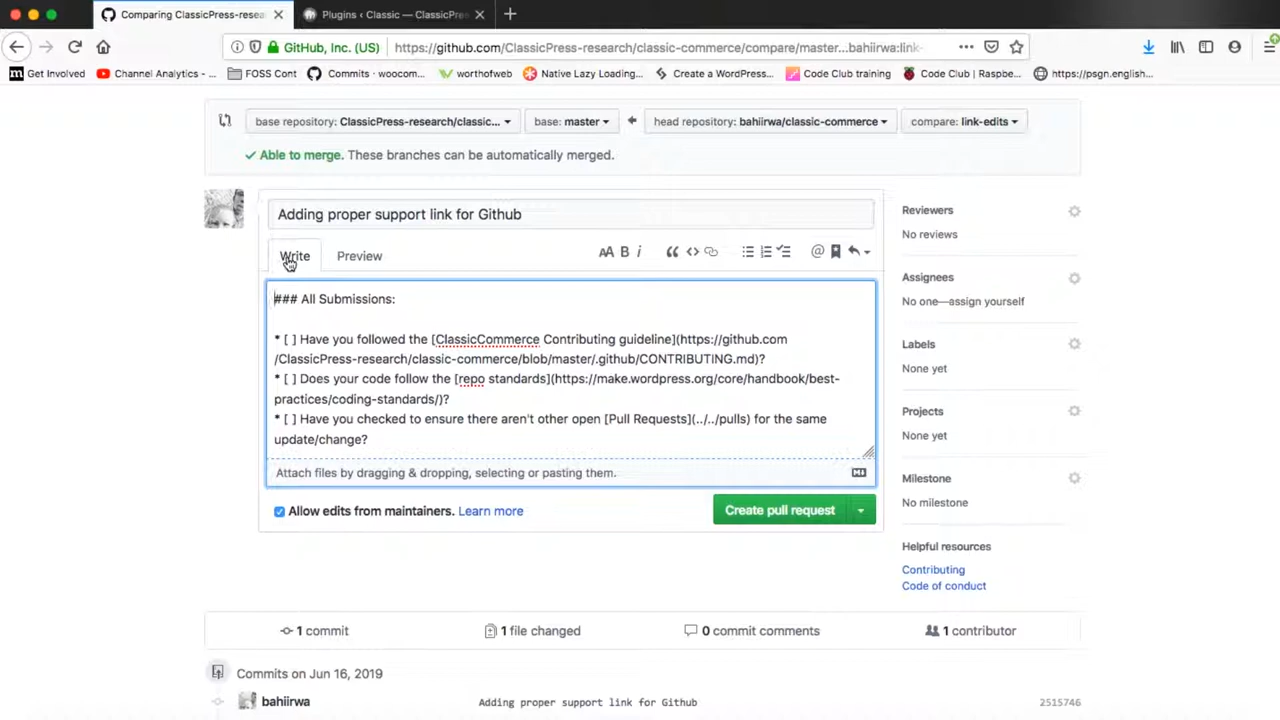 Comparing ClassicPress-resea
Plugins ‹ Classic — ClassicPres
GitHub, Inc. (US)
https://github.com/ClassicPress-research/classic-commerce/compare/master...bahiirwa:link-
Get Involved
Channel Analytics - ...
FOSS Cont
Commits · woocom...
worthofweb
Native Lazy Loading...
Create a WordPress...
Code Club training
Code Club | Raspbe...
https://psgn.english...
base repository: ClassicPress-research/classic...
base: master
head repository: bahiirwa/classic-commerce
compare: link-edits
Able to merge. These branches can be automatically merged.
Adding proper support link for Github
Write
Preview
AA B i
### All Submissions:
* [ ] Have you followed the [ClassicCommerce Contributing guideline](https://github.com
/ClassicPress-research/classic-commerce/blob/master/.github/CONTRIBUTING.md)?
* [ ] Does your code follow the [repo standards](https://make.wordpress.org/core/handbook/best-
practices/coding-standards/)?
* [ ] Have you checked to ensure there aren't other open [Pull Requests](../../pulls) for the same
update/change?
Attach files by dragging & dropping, selecting or pasting them.
Allow edits from maintainers. Learn more
Create pull request
Reviewers
No reviews
Assignees
No one—assign yourself
Labels
None yet
Projects
None yet
Milestone
No milestone
Helpful resources
Contributing
Code of conduct
1 commit
1 file changed
0 commit comments
1 contributor
Commits on Jun 16, 2019
bahiirwa
Adding proper support link for Github
2515746